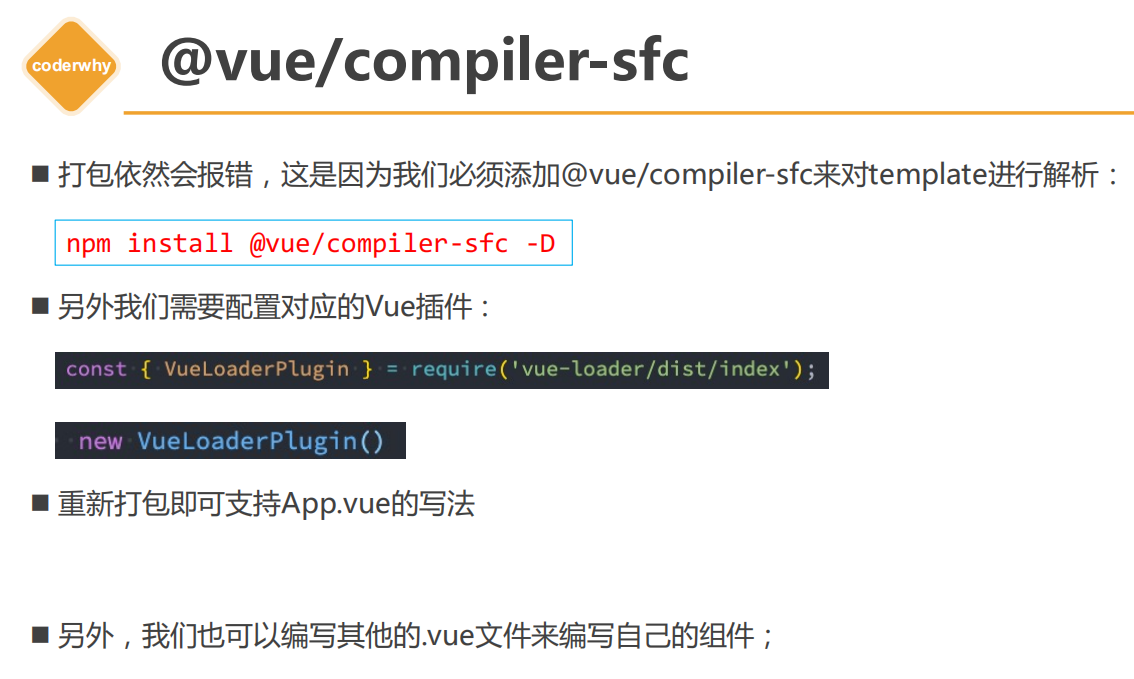 coderwhy
@vue/compiler-sfc
打包依然会报错，这是因为我们必须添加@vue/compiler-sfc来对template进行解析：
npm install @vue/compiler-sfc -D
另外我们需要配置对应的Vue插件：
const { VueLoaderPlugin } = require('vue-loader/dist/index');
new VueLoaderPlugin()
重新打包即可支持App.vue的写法
另外，我们也可以编写其他的.vue文件来编写自己的组件；